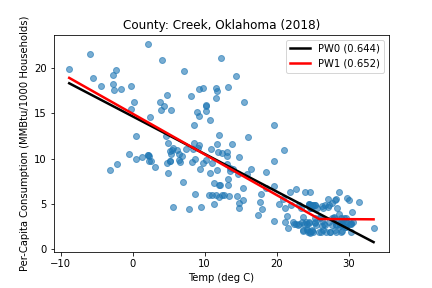 County: Creek, Oklahoma (2018)
PW0 (0.644)
PW1 (0.652)
Per-Capita Consumption (MMBtu/1000 Households)
20
15
10
5
0
−10 0 10 20 30
Temp (deg C)